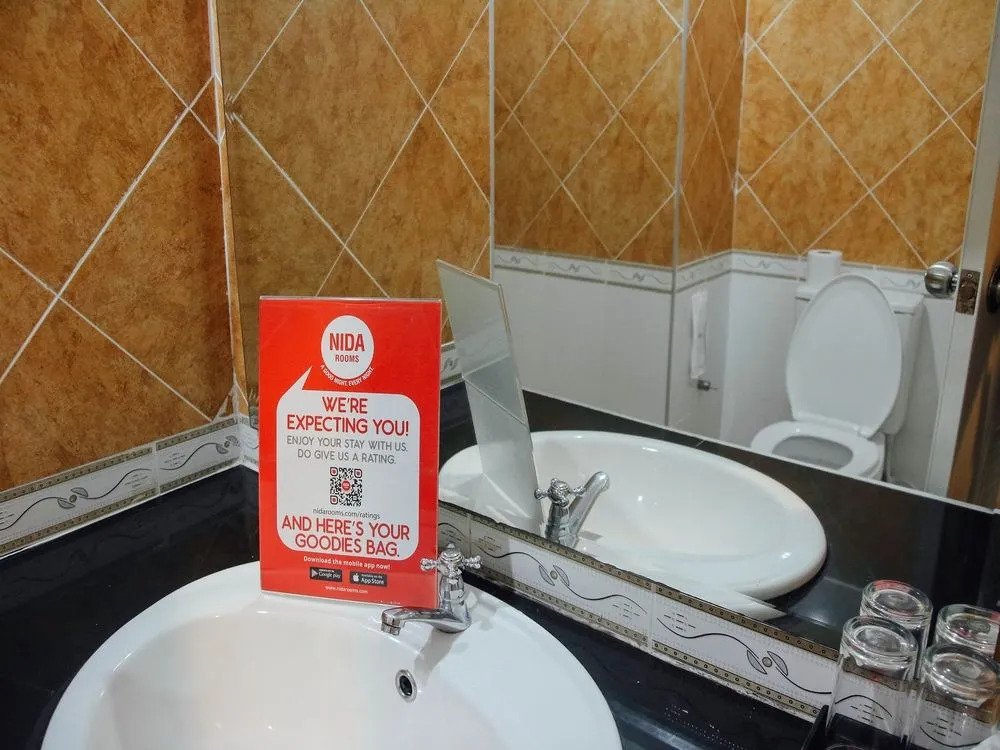 NIDA
ROOMS
A GOOD NIGHT, EVERY NIGHT.
WE'RE
EXPECTING YOU!
ENJOY YOUR STAY WITH US.
DO GIVE US A RATING.
nidarooms.com/ratings
AND HERE'S YOUR
GOODIES BAG.
Download the mobile app now!
Google play
App Store
www.nidarooms.com